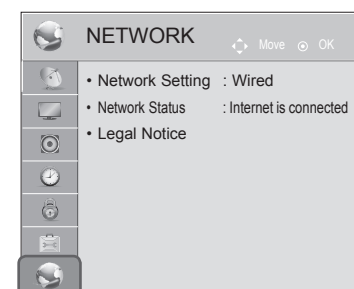 NETWORK Move OK
• Network Setting : Wired
• Network Status : Internet is connected
• Legal Notice